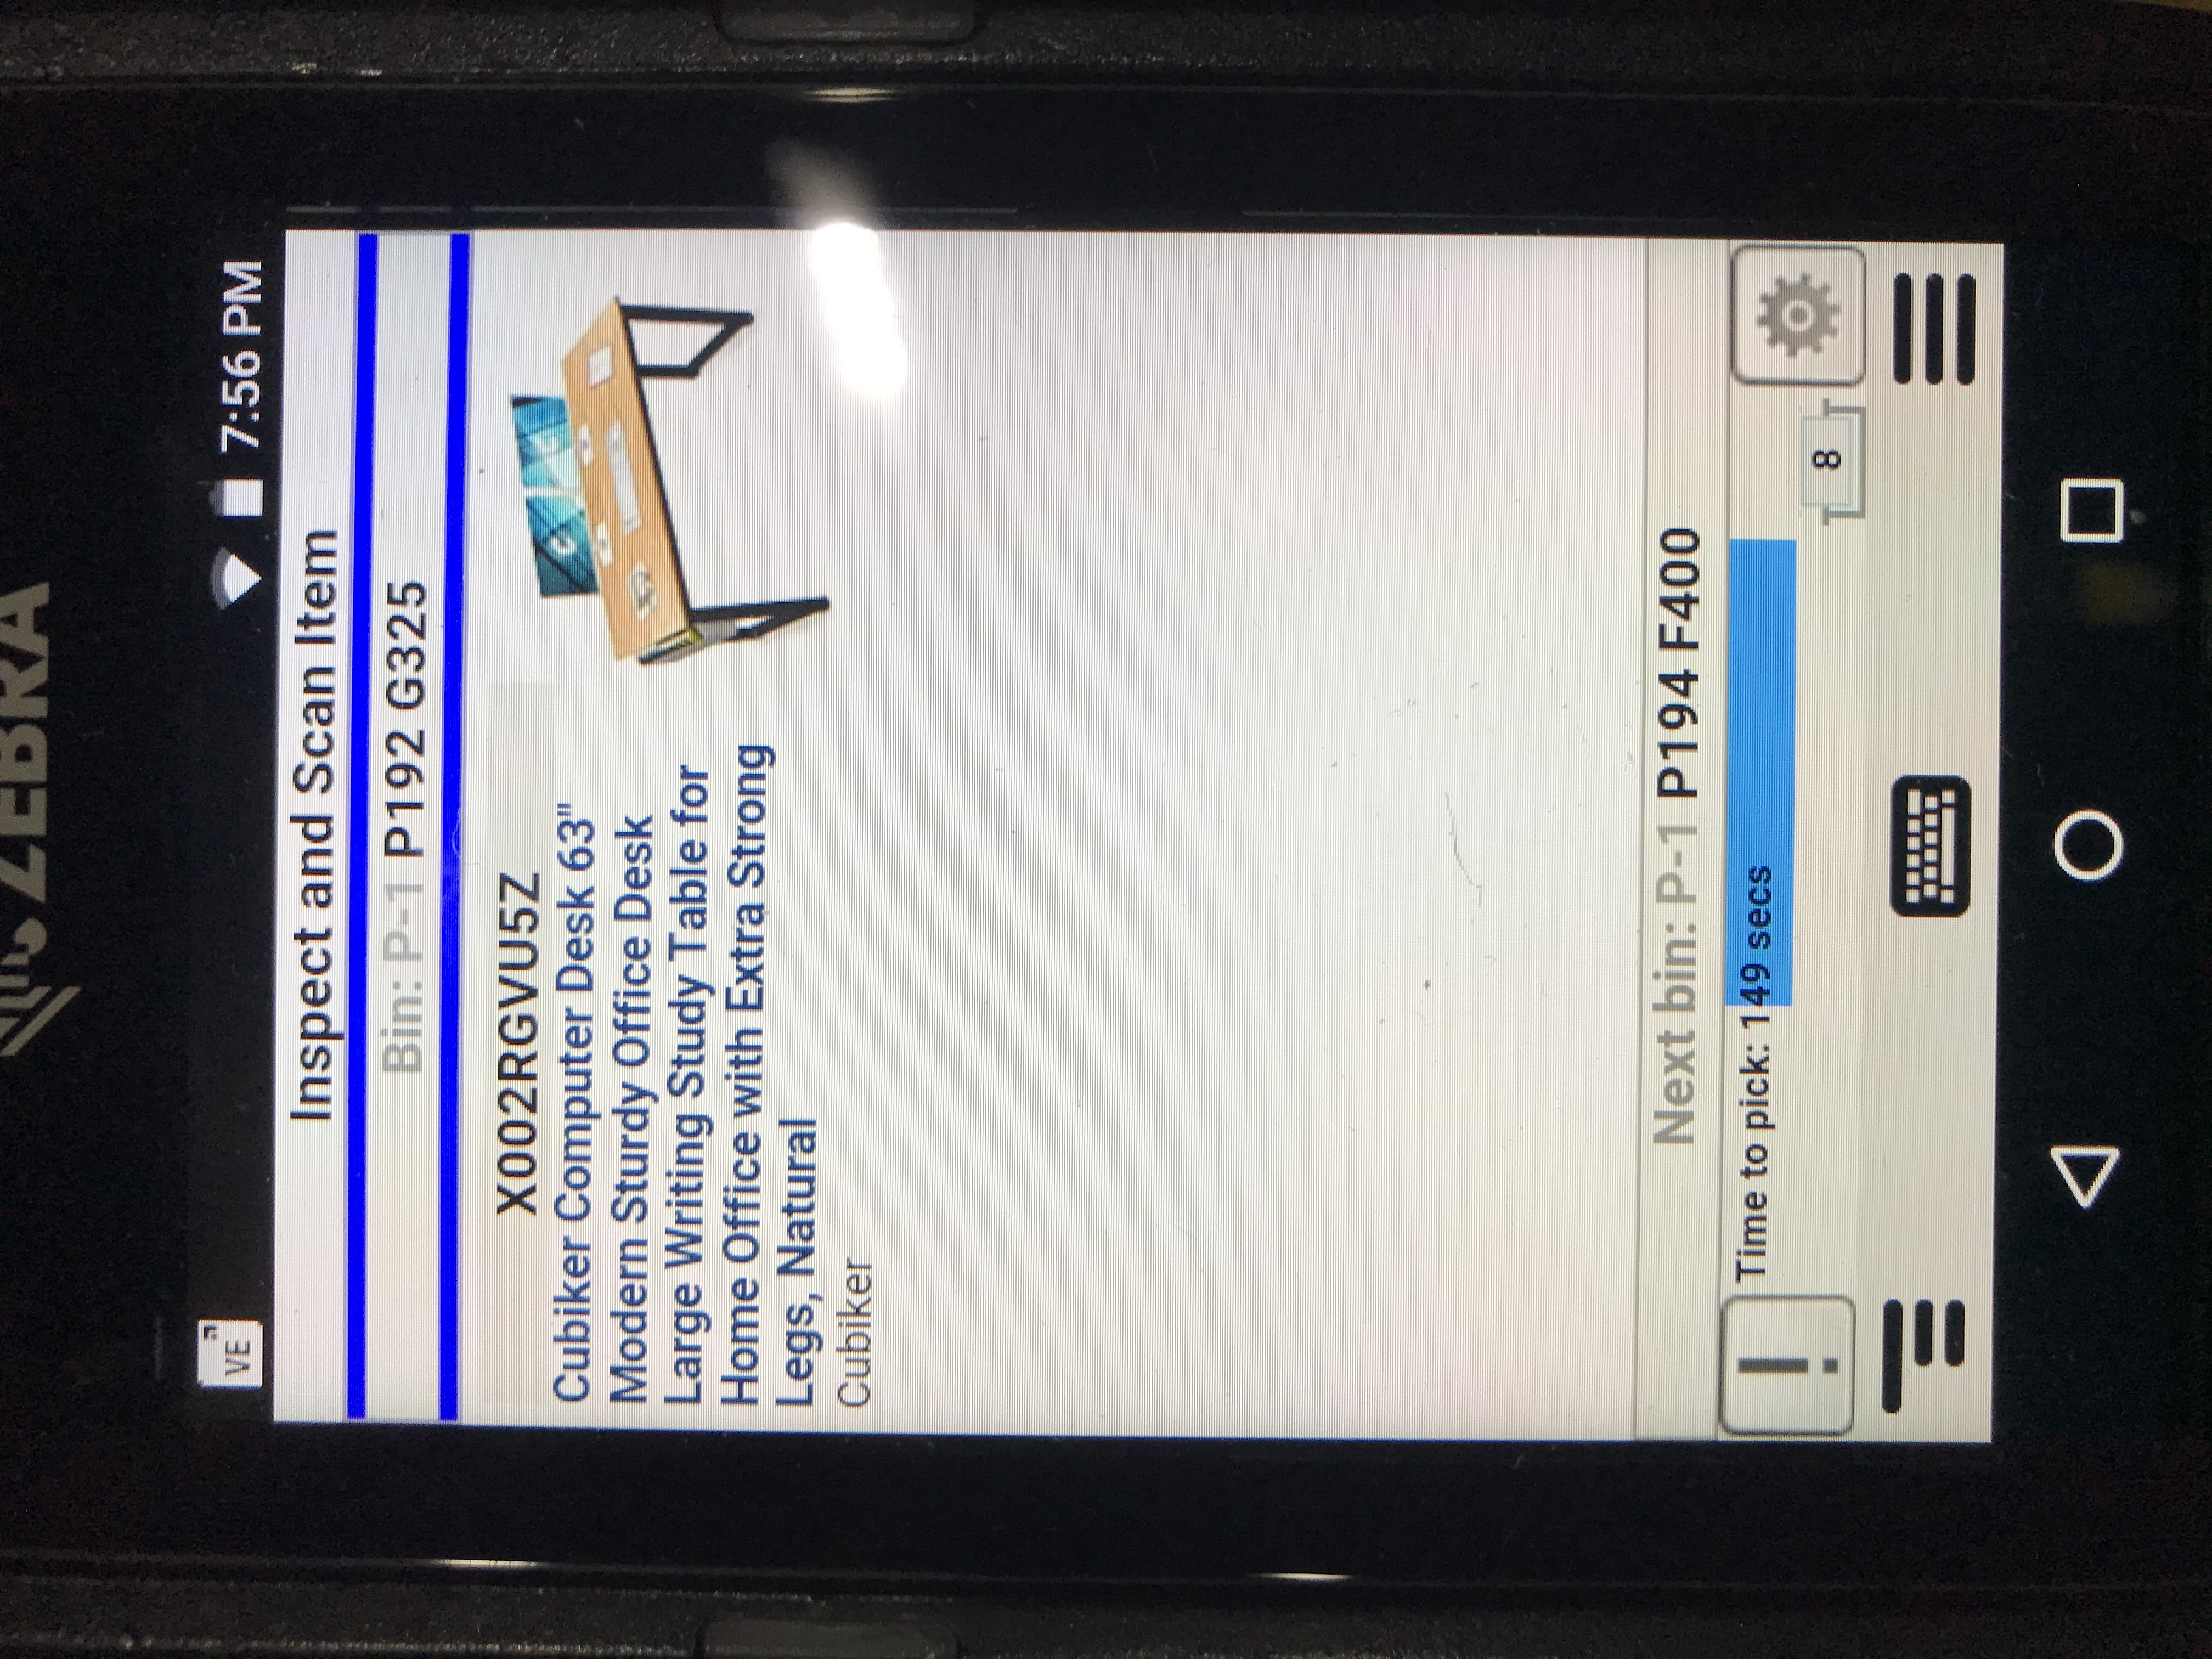 ZEBRA
VE
7:56 PM
Inspect and Scan Item
Bin: P-1 P192 G325
X002RGVU5Z
Cubiker Computer Desk 63"
Modern Sturdy Office Desk
Large Writing Study Table for
Home Office with Extra Strong
Legs, Natural
Cubiker
Next bin: P-1 P194 F400
Time to pick: 149 secs
8